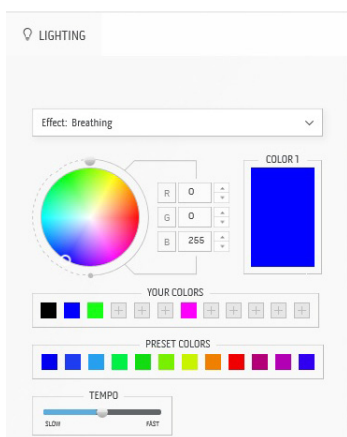 LIGHTING
Effect: Breathing
COLOR 1
R 0
G 0
B 255
YOUR COLORS
PRESET COLORS
TEMPO
SLOW FAST